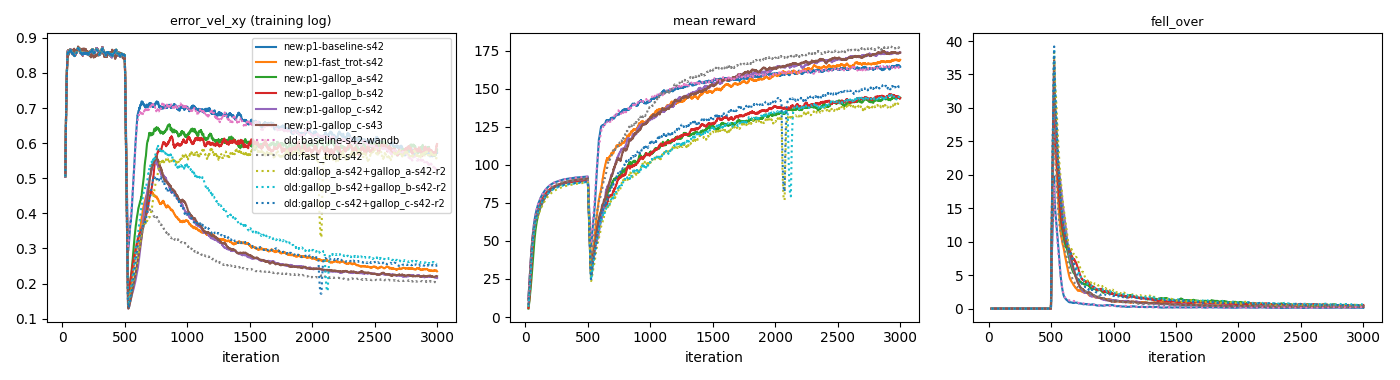 error_vel_xy (training log)
0.9
0.8
0.7
0.6
0.5
0.4
0.3
0.2
0.1
0
500
1000
1500
2000
2500
3000
iteration
new:p1-baseline-s42
new:p1-fast_trot-s42
new:p1-gallop_a-s42
new:p1-gallop_b-s42
new:p1-gallop_c-s42
new:p1-gallop_c-s43
old:baseline-s42-wandb
old:fast_trot-s42
old:gallop_a-s42+gallop_a-s42-r2
old:gallop_b-s42+gallop_b-s42-r2
old:gallop_c-s42+gallop_c-s42-r2
mean reward
175
150
125
100
75
50
25
0
0
500
1000
1500
2000
2500
3000
iteration
fell_over
40
35
30
25
20
15
10
5
0
0
500
1000
1500
2000
2500
3000
iteration